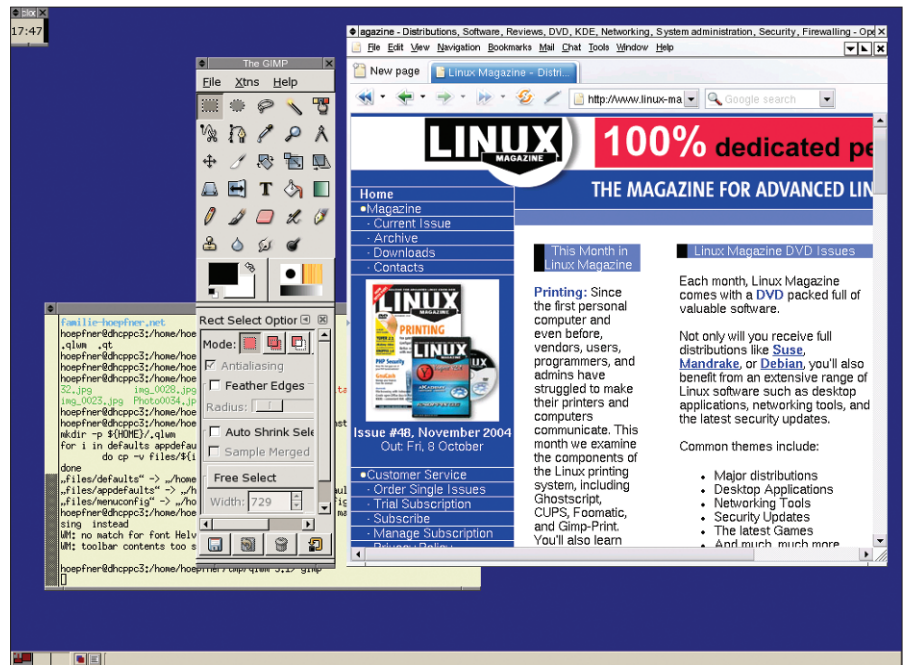 blox
17:47
The GIMP
File Xtns Help
T
Rect Select Option
Mode:
Antialiasing
Feather Edges
Radius:
Auto Shrink Sele
Sample Merged
Free Select
Width: 729
familie-hoepfner.net
hoepfner@dhcppc3:/home/hoe
.qlwm .qt
hoepfner@dhcppc3:/home/hoe
hoepfner@dhcppc3:/home/hoe
hoepfner@dhcppc3:/home/hoe
32.jpg img_0028.jpg
img_0023.jpg Photo0034.jp
hoepfner@dhcppc3:/home/hoe
mkdir -p ${HOME}/.qlwm
for i in defaults appdefau
do cp -v files/${i
done
„files/defaults“ -> „/home
„files/appdefaults“ -> „/h
„files/menuconfig“ -> „/ho
hoepfner@dhcppc3:/home/hoe
sing instead
WM: no match for font Helv
WM: toolbar contents too s
hoepfner@dhcppc3:/home/hoepfner/tmp/qlwm-3.1> gimp
agazine - Distributions, Software, Reviews, DVD, KDE, Networking, System administration, Security, Firewalling - Ope
File Edit View Navigation Bookmarks Mail Chat Tools Window Help
New page
Linux Magazine - Distri...
http://www.linux-ma
Google search
LINUX
MAGAZINE
100% dedicated pe
THE MAGAZINE FOR ADVANCED LIN
Home
Magazine
· Current Issue
· Archive
· Downloads
· Contacts
LINUX
MAGAZINE
PRINTING
PHP Security
LINUX
Issue #48, November 2004
Out: Fri, 8 October
Customer Service
· Order Single Issues
· Trial Subscription
· Subscribe
· Manage Subscription
· Privacy Policy
This Month in
Linux Magazine
Printing: Since
the first personal
computer and
even before,
vendors, users,
programmers, and
admins have
struggled to make
their printers and
computers
communicate. This
month we examine
the components of
the Linux printing
system, including
Ghostscript,
CUPS, Foomatic,
and Gimp-Print.
You'll also learn
Linux Magazine DVD Issues
Each month, Linux Magazine
comes with a DVD packed full of
valuable software.
Not only will you receive full
distributions like Suse,
Mandrake, or Debian, you'll also
benefit from an extensive range of
Linux software such as desktop
applications, networking tools, and
the latest security updates.
Common themes include:
• Major distributions
• Desktop Applications
• Networking Tools
• Security Updates
• The latest Games
• And much, much more